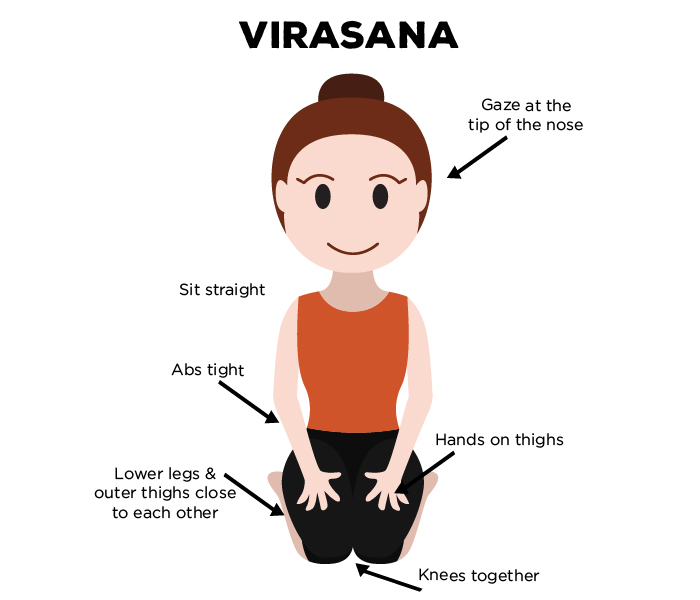 VIRASANA
Gaze at the
tip of the nose
Sit straight
Abs tight
Hands on thighs
Lower legs &
outer thighs close
to each other
Knees together